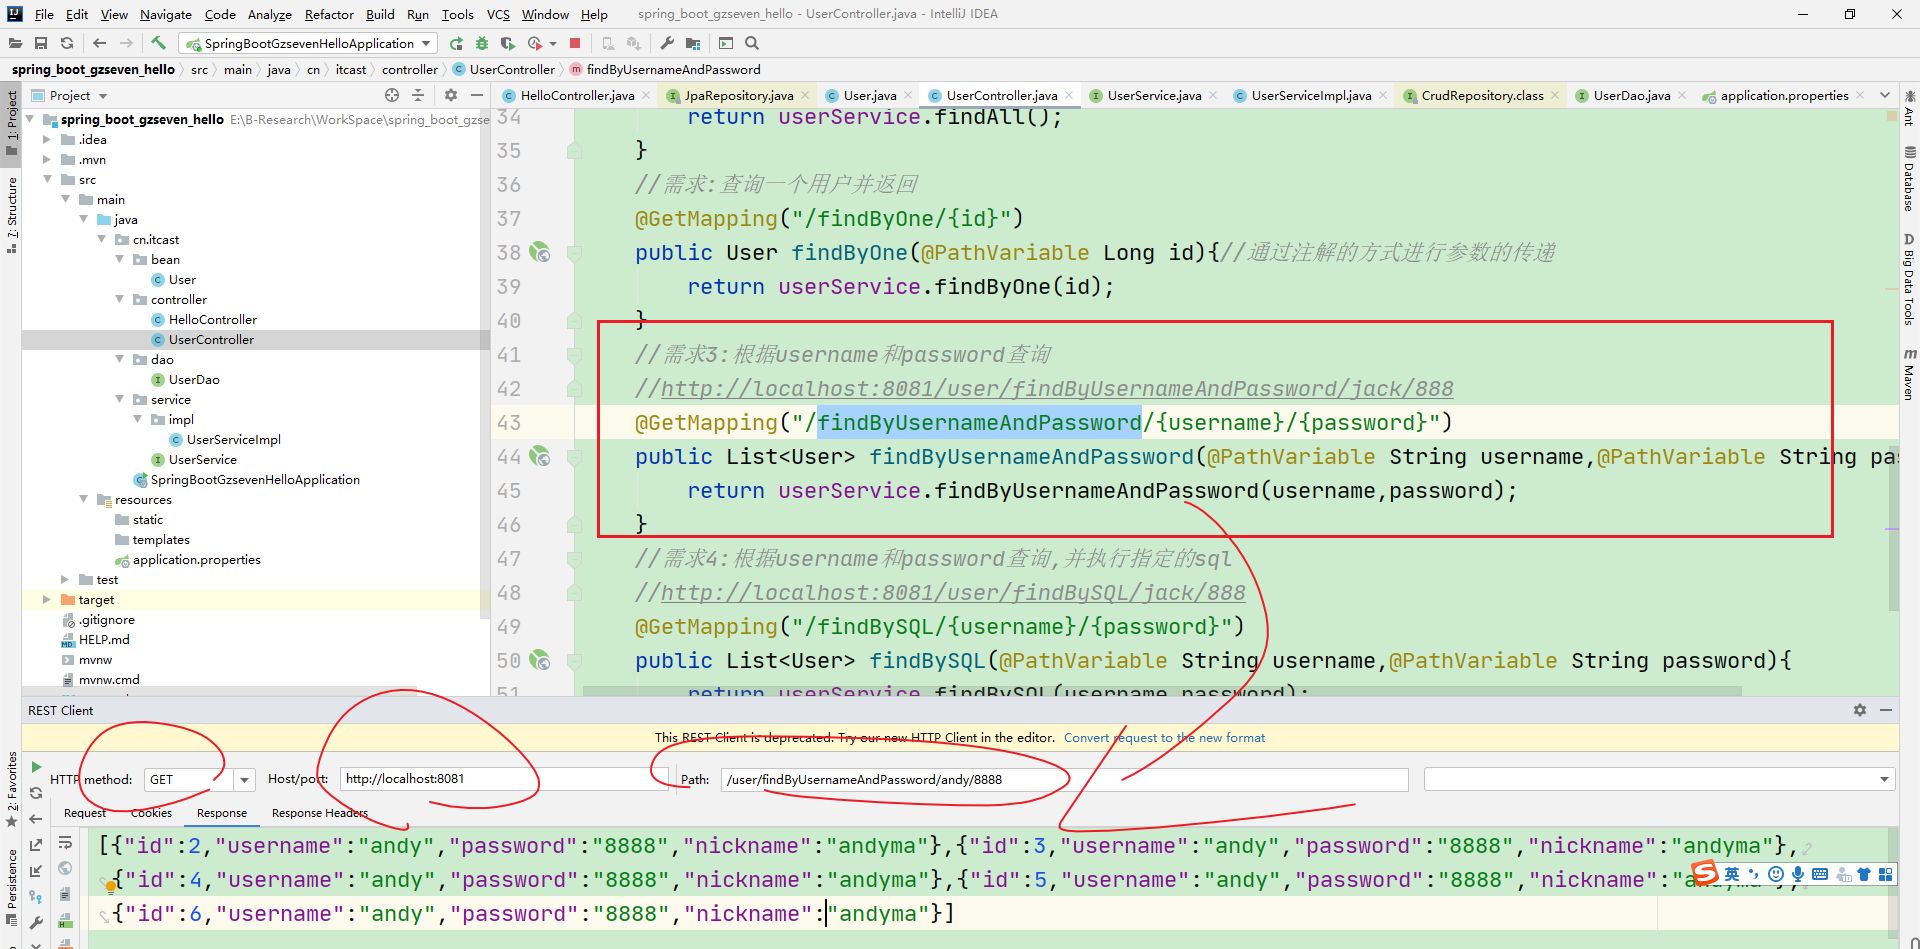 File Edit View Navigate Code Analyze Refactor Build Run Tools VCS Window Help spring_boot_gzseven_hello - UserController.java - IntelliJ IDEA
SpringBootGzsevenHelloApplication
spring_boot_gzseven_hello src main java cn itcast controller UserController findByUsernameAndPassword
Project
HelloController.java JpaRepository.java User.java UserController.java UserService.java UserServiceImpl.java CrudRepository.class UserDao.java application.properties
1: Project
7: Structure
2: Favorites
Persistence
Ant
Database
Big Data Tools
Maven
spring_boot_gzseven_hello E:\B-Research\WorkSpace\spring_boot_gzse
.idea
.mvn
src
main
java
cn.itcast
bean
User
controller
HelloController
UserController
dao
UserDao
service
impl
UserServiceImpl
UserService
SpringBootGzsevenHelloApplication
resources
static
templates
application.properties
test
target
.gitignore
HELP.md
mvnw
mvnw.cmd
34 return userService.findAll();
35 }
36 //需求:查询一个用户并返回
37 @GetMapping("/findByOne/{id}")
38 public User findByOne(@PathVariable Long id){//通过注解的方式进行参数的传递
39 return userService.findByOne(id);
40 }
41 //需求3:根据username和password查询
42 //http://localhost:8081/user/findByUsernameAndPassword/jack/888
43 @GetMapping("/findByUsernameAndPassword/{username}/{password}")
44 public List<User> findByUsernameAndPassword(@PathVariable String username,@PathVariable String pas
45 return userService.findByUsernameAndPassword(username,password);
46 }
47 //需求4:根据username和password查询,并执行指定的sql
48 //http://localhost:8081/user/findBySQL/jack/888
49 @GetMapping("/findBySQL/{username}/{password}")
50 public List<User> findBySQL(@PathVariable String username,@PathVariable String password){
51 return userService.findBySQL(username,password);
REST Client
This REST Client is deprecated. Try our new HTTP Client in the editor. Convert request to the new format
HTTP method: GET Host/port: http://localhost:8081 Path: /user/findByUsernameAndPassword/andy/8888
Request Cookies Response Response Headers
[{"id":2,"username":"andy","password":"8888","nickname":"andyma"},{"id":3,"username":"andy","password":"8888","nickname":"andyma"},
{"id":4,"username":"andy","password":"8888","nickname":"andyma"},{"id":5,"username":"andy","password":"8888","nickname":"andyma"},
{"id":6,"username":"andy","password":"8888","nickname":"andyma"}]
英